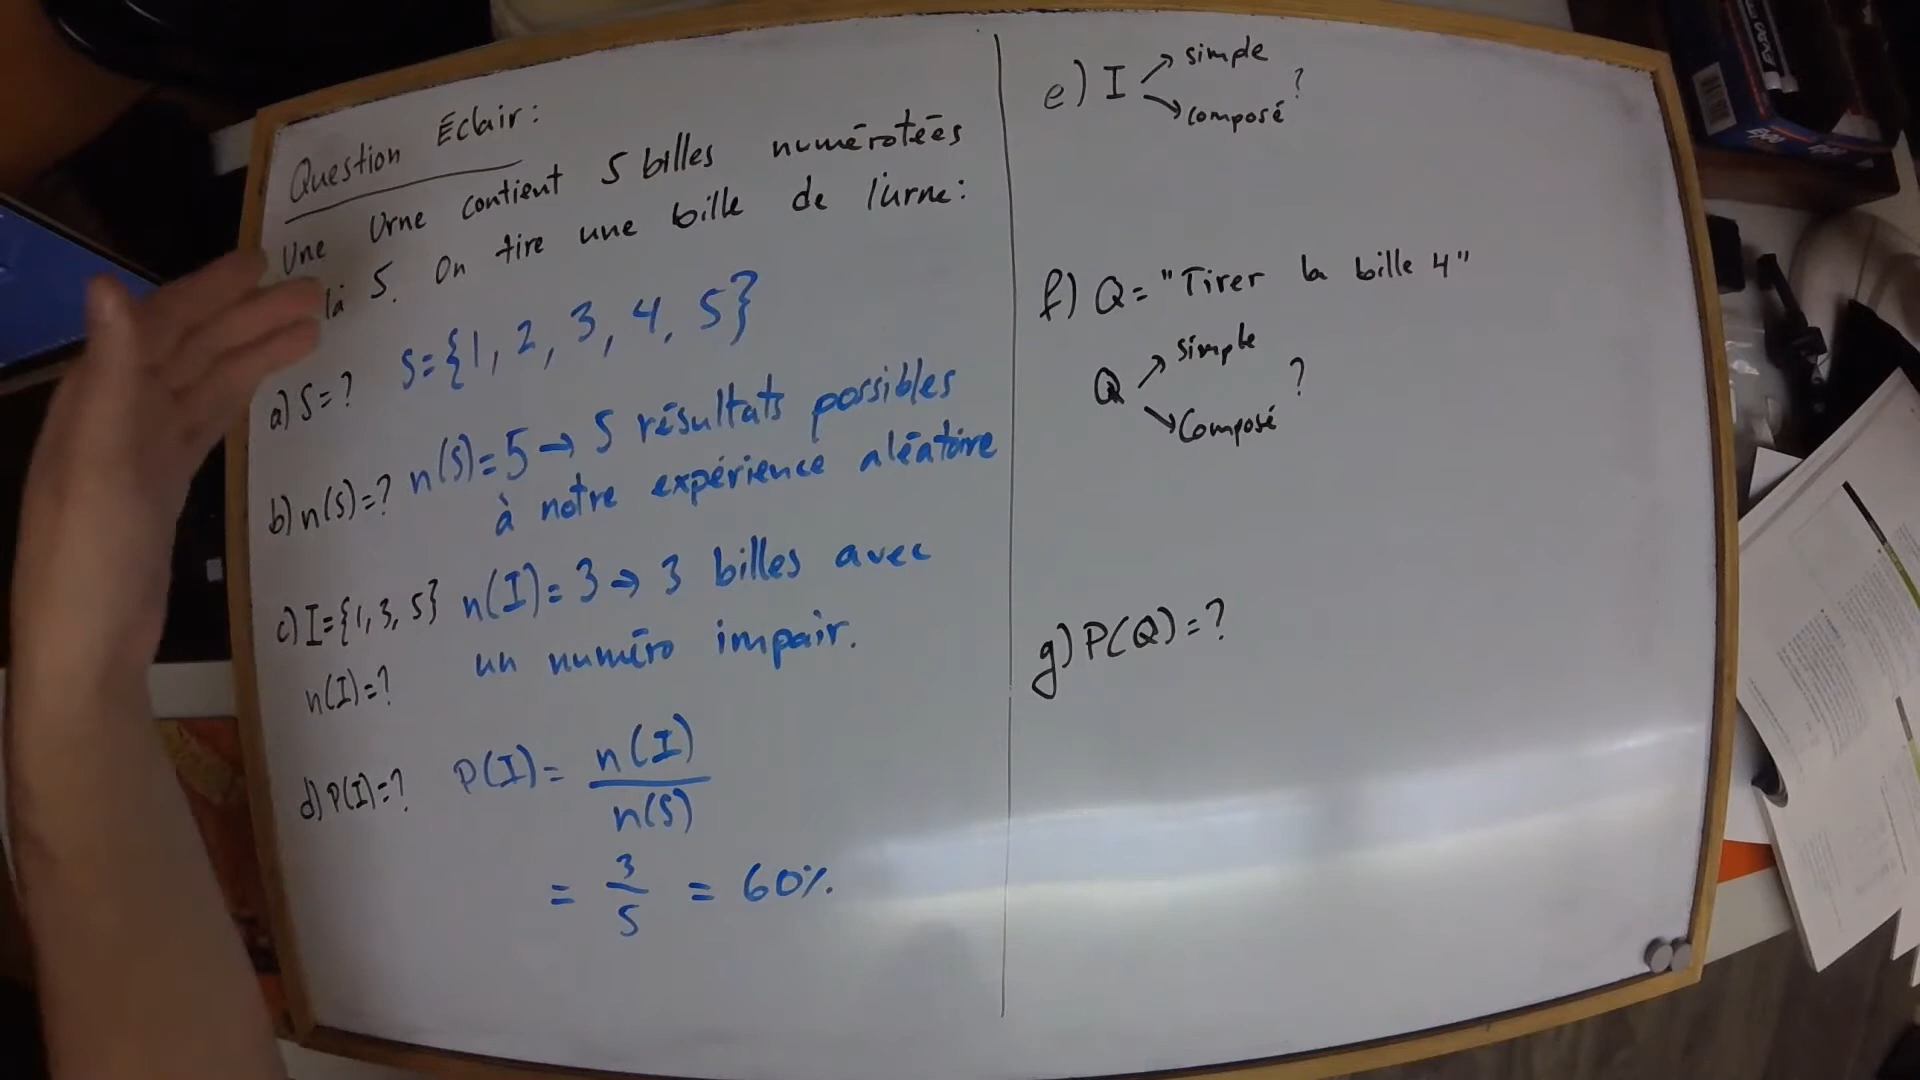 Question Éclair:
Une Urne contient 5 billes numérotées
1à 5. On tire une bille de l'urne:
a) S=? S={1, 2, 3, 4, 5}
b) n(S)=? n(S)=5 → 5 résultats possibles
à notre expérience aléatoire
c) I={1, 3, 5} n(I)=3 → 3 billes avec
n(I)=? un numéro impair.
d) P(I)=? P(I)= n(I)
n(S)
= 3/5 = 60%
e) I ↗ simple
↘ composé ?
f) Q= "Tirer la bille 4"
Q ↗ simple
↘ Composé ?
g) P(Q)=?
EXPO